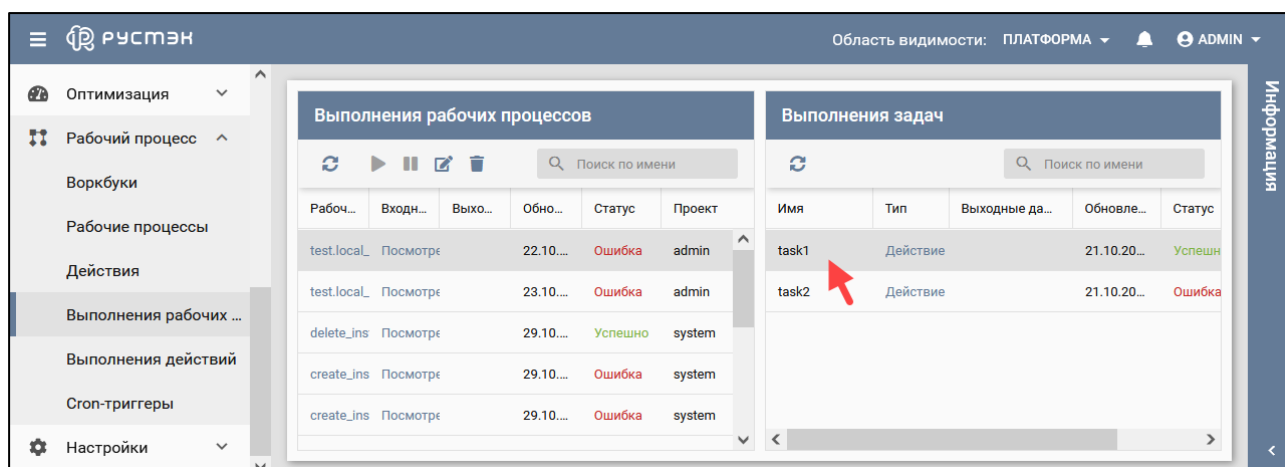 РУСТЭК
Область видимости: ПЛАТФОРМА
ADMIN
Оптимизация
Рабочий процесс
Воркбуки
Рабочие процессы
Действия
Выполнения рабочих ...
Выполнения действий
Cron-триггеры
Настройки
Выполнения рабочих процессов
Поиск по имени
Рабоч... Входн... Выхо... Обно... Статус Проект
test.local_ Посмотре 22.10.... Ошибка admin
test.local_ Посмотре 23.10.... Ошибка admin
delete_ins Посмотре 29.10.... Успешно system
create_ins Посмотре 29.10.... Ошибка system
create_ins Посмотре 29.10.... Ошибка system
Выполнения задач
Поиск по имени
Имя Тип Выходные да... Обновле... Статус
task1 Действие 21.10.20... Успешн
task2 Действие 21.10.20... Ошибка
Информация